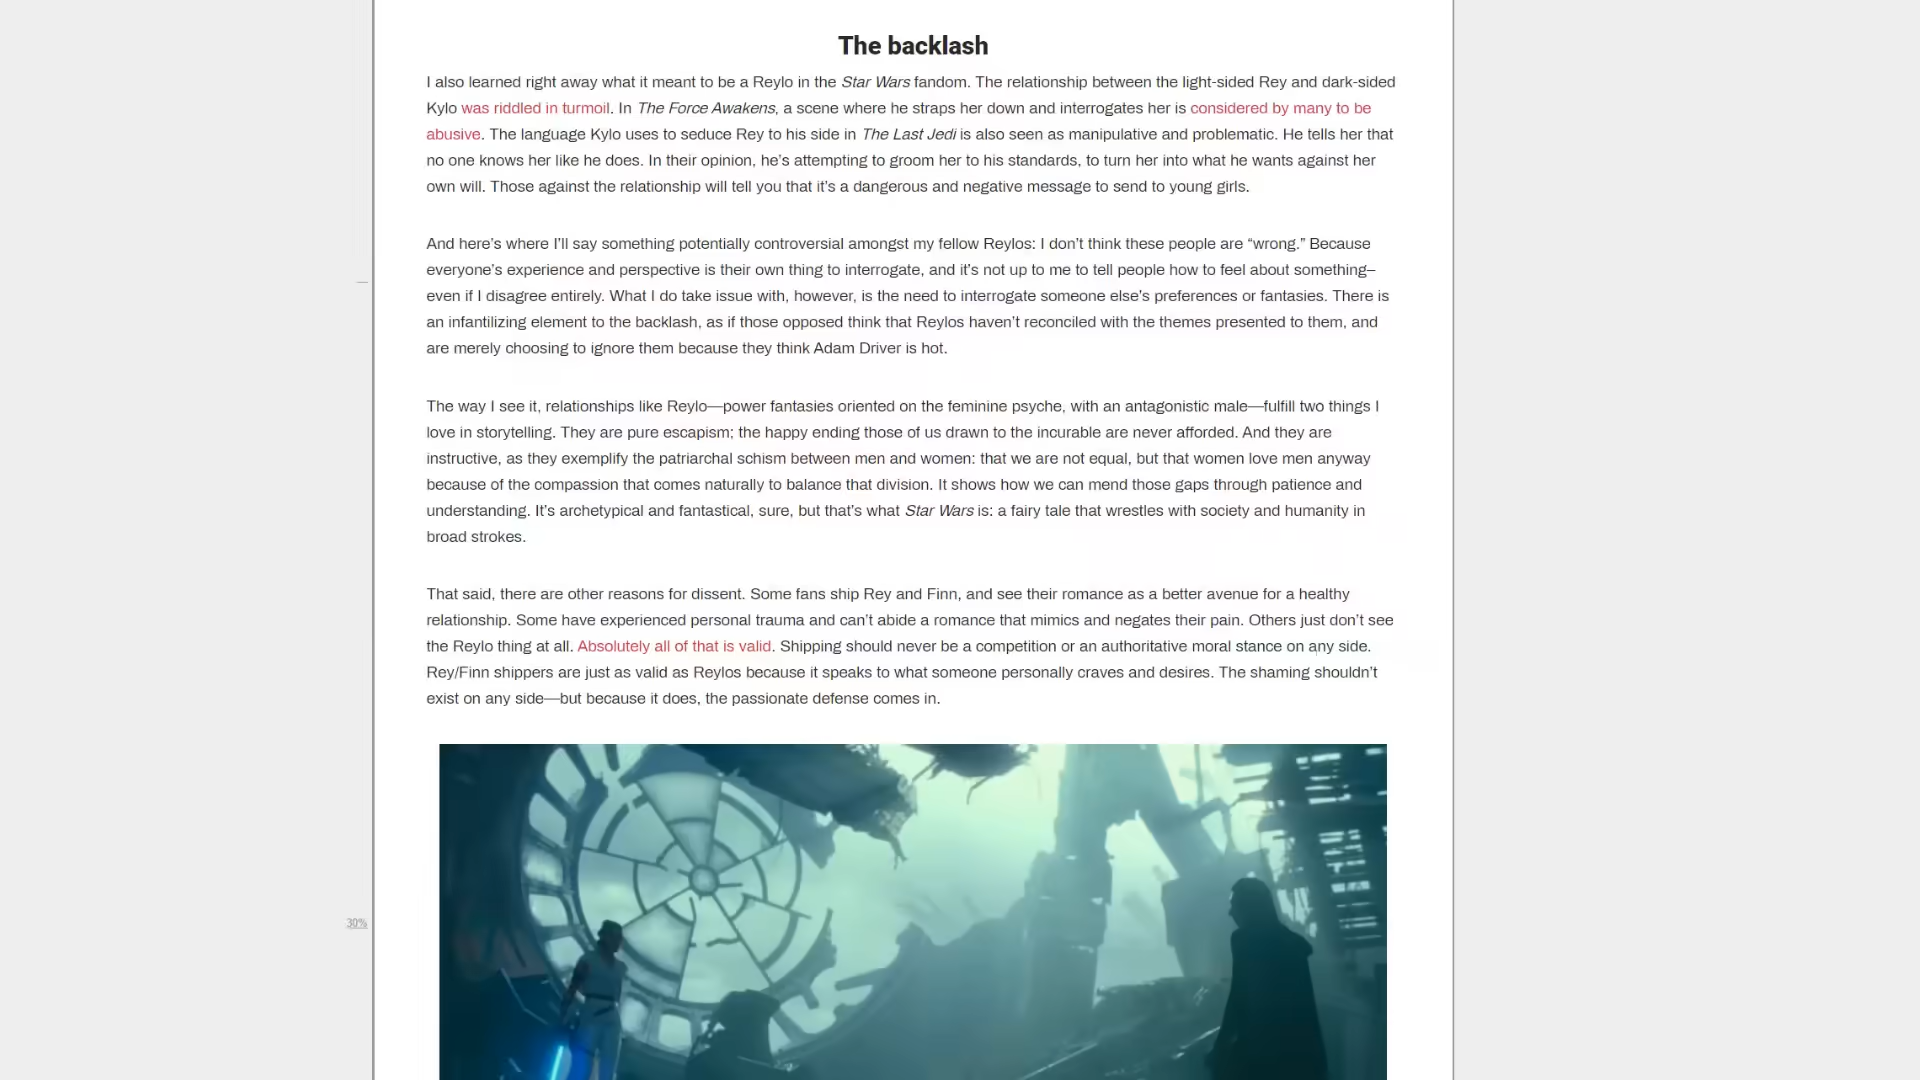 The backlash
I also learned right away what it meant to be a Reylo in the Star Wars fandom. The relationship between the light-sided Rey and dark-sided
Kylo was riddled in turmoil. In The Force Awakens, a scene where he straps her down and interrogates her is considered by many to be
abusive. The language Kylo uses to seduce Rey to his side in The Last Jedi is also seen as manipulative and problematic. He tells her that
no one knows her like he does. In their opinion, he’s attempting to groom her to his standards, to turn her into what he wants against her
own will. Those against the relationship will tell you that it’s a dangerous and negative message to send to young girls.
And here’s where I’ll say something potentially controversial amongst my fellow Reylos: I don’t think these people are “wrong.” Because
everyone’s experience and perspective is their own thing to interrogate, and it’s not up to me to tell people how to feel about something–
even if I disagree entirely. What I do take issue with, however, is the need to interrogate someone else’s preferences or fantasies. There is
an infantilizing element to the backlash, as if those opposed think that Reylos haven’t reconciled with the themes presented to them, and
are merely choosing to ignore them because they think Adam Driver is hot.
The way I see it, relationships like Reylo—power fantasies oriented on the feminine psyche, with an antagonistic male—fulfill two things I
love in storytelling. They are pure escapism; the happy ending those of us drawn to the incurable are never afforded. And they are
instructive, as they exemplify the patriarchal schism between men and women: that we are not equal, but that women love men anyway
because of the compassion that comes naturally to balance that division. It shows how we can mend those gaps through patience and
understanding. It’s archetypical and fantastical, sure, but that’s what Star Wars is: a fairy tale that wrestles with society and humanity in
broad strokes.
That said, there are other reasons for dissent. Some fans ship Rey and Finn, and see their romance as a better avenue for a healthy
relationship. Some have experienced personal trauma and can’t abide a romance that mimics and negates their pain. Others just don’t see
the Reylo thing at all. Absolutely all of that is valid. Shipping should never be a competition or an authoritative moral stance on any side.
Rey/Finn shippers are just as valid as Reylos because it speaks to what someone personally craves and desires. The shaming shouldn’t
exist on any side—but because it does, the passionate defense comes in.
30%